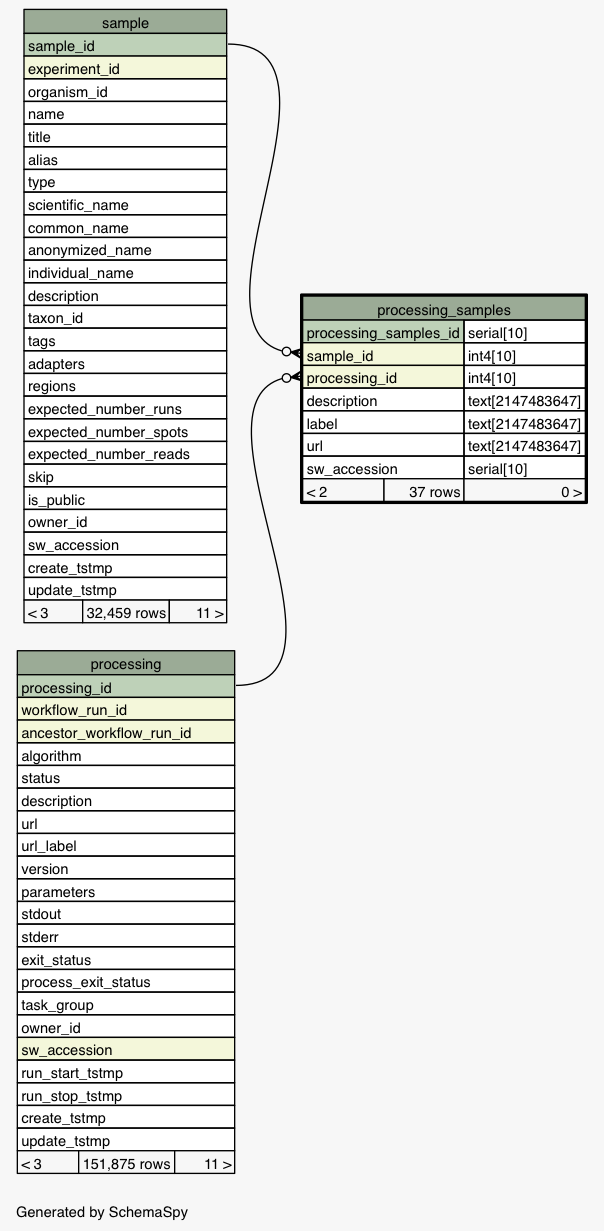 sample
sample_id
experiment_id
organism_id
name
title
alias
type
scientific_name
common_name
anonymized_name
individual_name
description
taxon_id
tags
adapters
regions
expected_number_runs
expected_number_spots
expected_number_reads
skip
is_public
owner_id
sw_accession
create_tstmp
update_tstmp
< 3 32,459 rows 11 >
processing_samples
processing_samples_id serial[10]
sample_id int4[10]
processing_id int4[10]
description text[2147483647]
label text[2147483647]
url text[2147483647]
sw_accession serial[10]
< 2 37 rows 0 >
processing
processing_id
workflow_run_id
ancestor_workflow_run_id
algorithm
status
description
url
url_label
version
parameters
stdout
stderr
exit_status
process_exit_status
task_group
owner_id
sw_accession
run_start_tstmp
run_stop_tstmp
create_tstmp
update_tstmp
< 3 151,875 rows 11 >
Generated by SchemaSpy